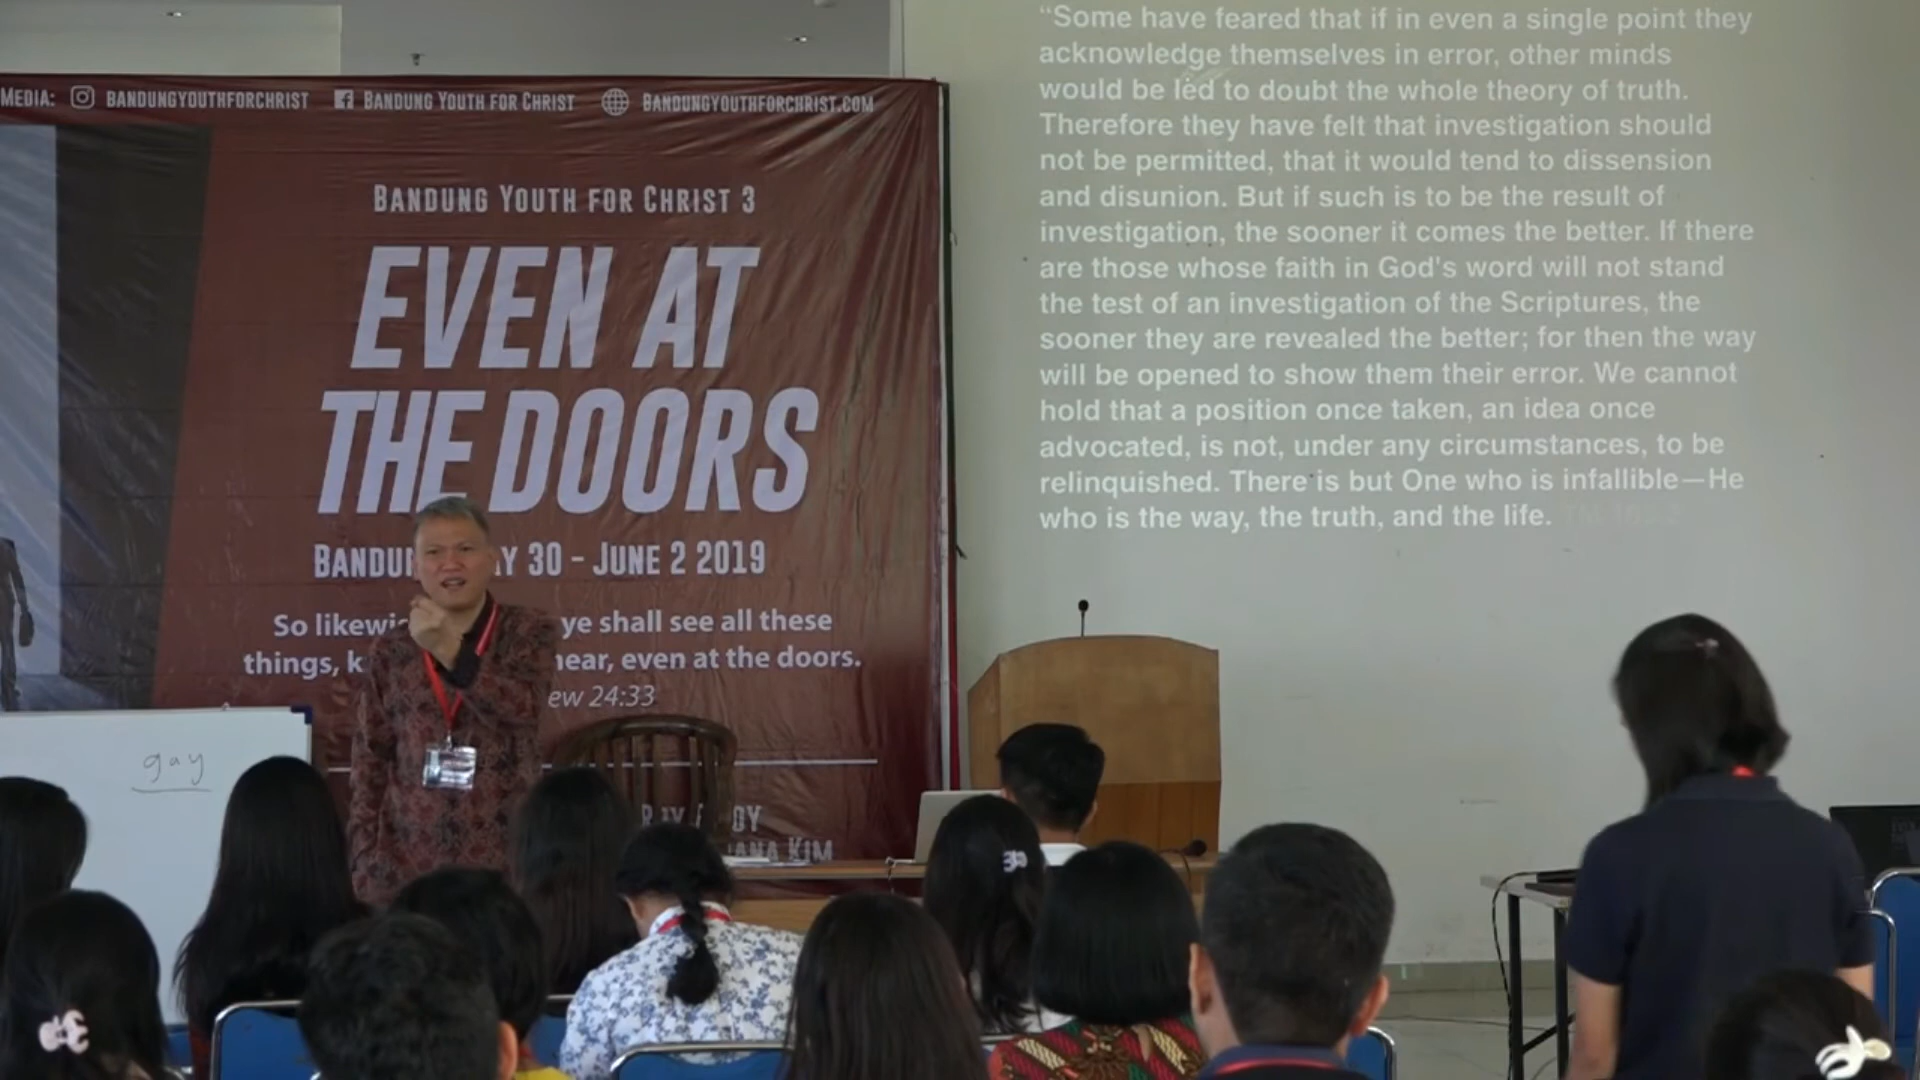 MEDIA: BANDUNGYOUTHFORCHRIST BANDUNG YOUTH FOR CHRIST BANDUNGYOUTHFORCHRIST.COM
BANDUNG YOUTH FOR CHRIST 3
EVEN AT
THE DOORS
30 - JUNE 2 2019
So ye shall see all these
things, even at the doors.
24:33
KIM
gay
“Some have feared that if in even a single point they
acknowledge themselves in error, other minds
would be led to doubt the whole theory of truth.
Therefore they have felt that investigation should
not be permitted, that it would tend to dissension
and disunion. But if such is to be the result of
investigation, the sooner it comes the better. If there
are those whose faith in God's word will not stand
the test of an investigation of the Scriptures, the
sooner they are revealed the better; for then the way
will be opened to show them their error. We cannot
hold that a position once taken, an idea once
advocated, is not, under any circumstances, to be
relinquished. There is but One who is infallible—He
who is the way, the truth, and the life.